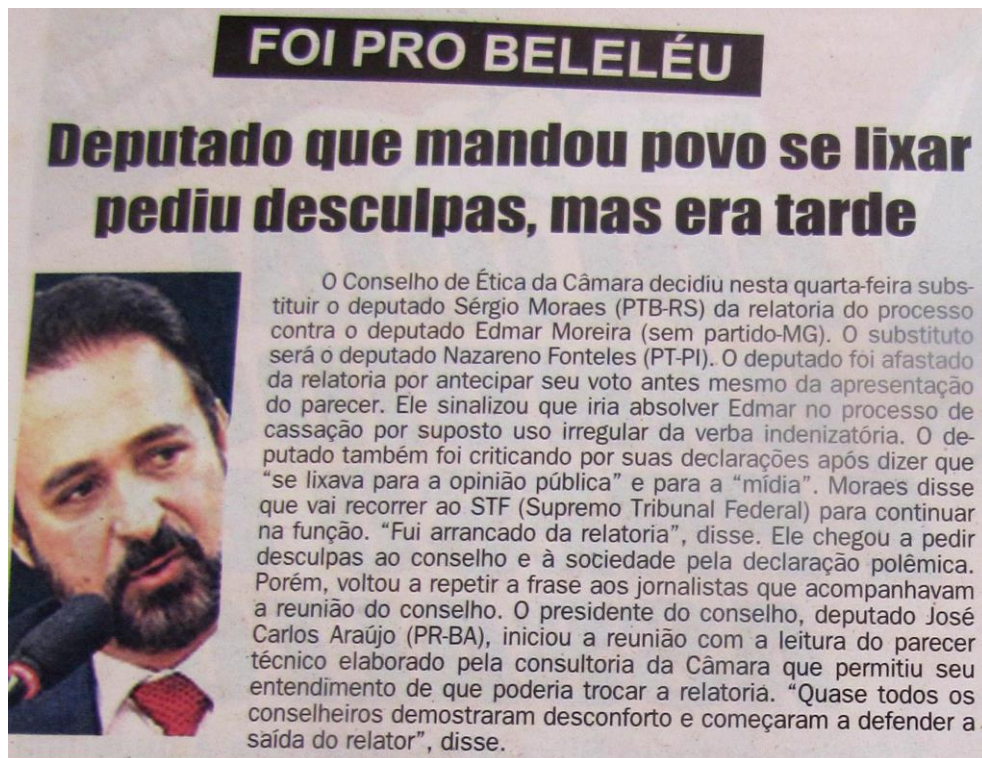 FOI PRO BELELÉU
Deputado que mandou povo se lixar
pediu desculpas, mas era tarde
O Conselho de Ética da Câmara decidiu nesta quarta-feira subs-
tituir o deputado Sérgio Moraes (PTB-RS) da relatoria do processo
contra o deputado Edmar Moreira (sem partido-MG). O substituto
será o deputado Nazareno Fonteles (PT-PI). O deputado foi afastado
da relatoria por antecipar seu voto antes mesmo da apresentação
do parecer. Ele sinalizou que iria absolver Edmar no processo de
cassação por suposto uso irregular da verba indenizatória. O de-
putado também foi criticando por suas declarações após dizer que
“se lixava para a opinião pública” e para a “mídia”. Moraes disse
que vai recorrer ao STF (Supremo Tribunal Federal) para continuar
na função. “Fui arrancado da relatoria”, disse. Ele chegou a pedir
desculpas ao conselho e à sociedade pela declaração polêmica.
Porém, voltou a repetir a frase aos jornalistas que acompanhavam
a reunião do conselho. O presidente do conselho, deputado José
Carlos Araújo (PR-BA), iniciou a reunião com a leitura do parecer
técnico elaborado pela consultoria da Câmara que permitiu seu
entendimento de que poderia trocar a relatoria. “Quase todos os
conselheiros demostraram desconforto e começaram a defender a
saída do relator”, disse.